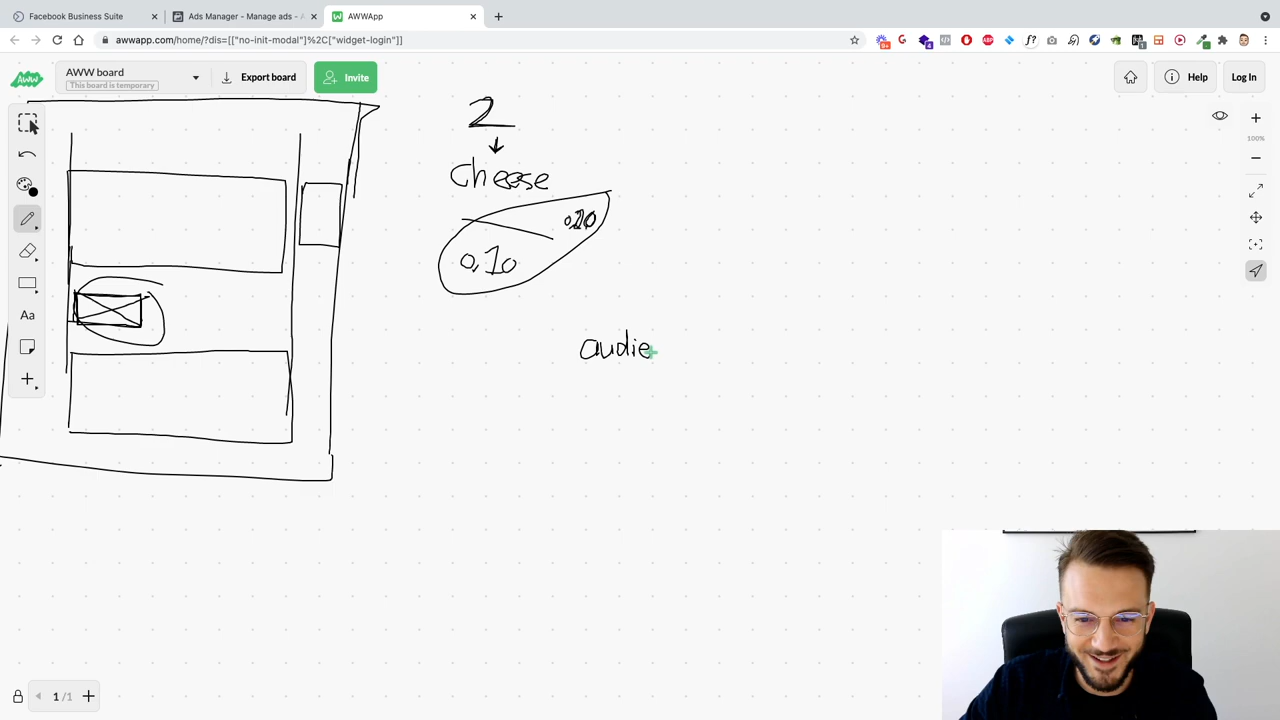 Facebook Business Suite
Ads Manager - Manage ads - A
AWWApp
awwapp.com/home/?dis=[["no-init-modal"]%2C["widget-login"]]
AWW
AWW board
This board is temporary
Export board
Invite
Help
Log In
100%
Aa
2
Cheese
0.20
0,10
audie
1 /1